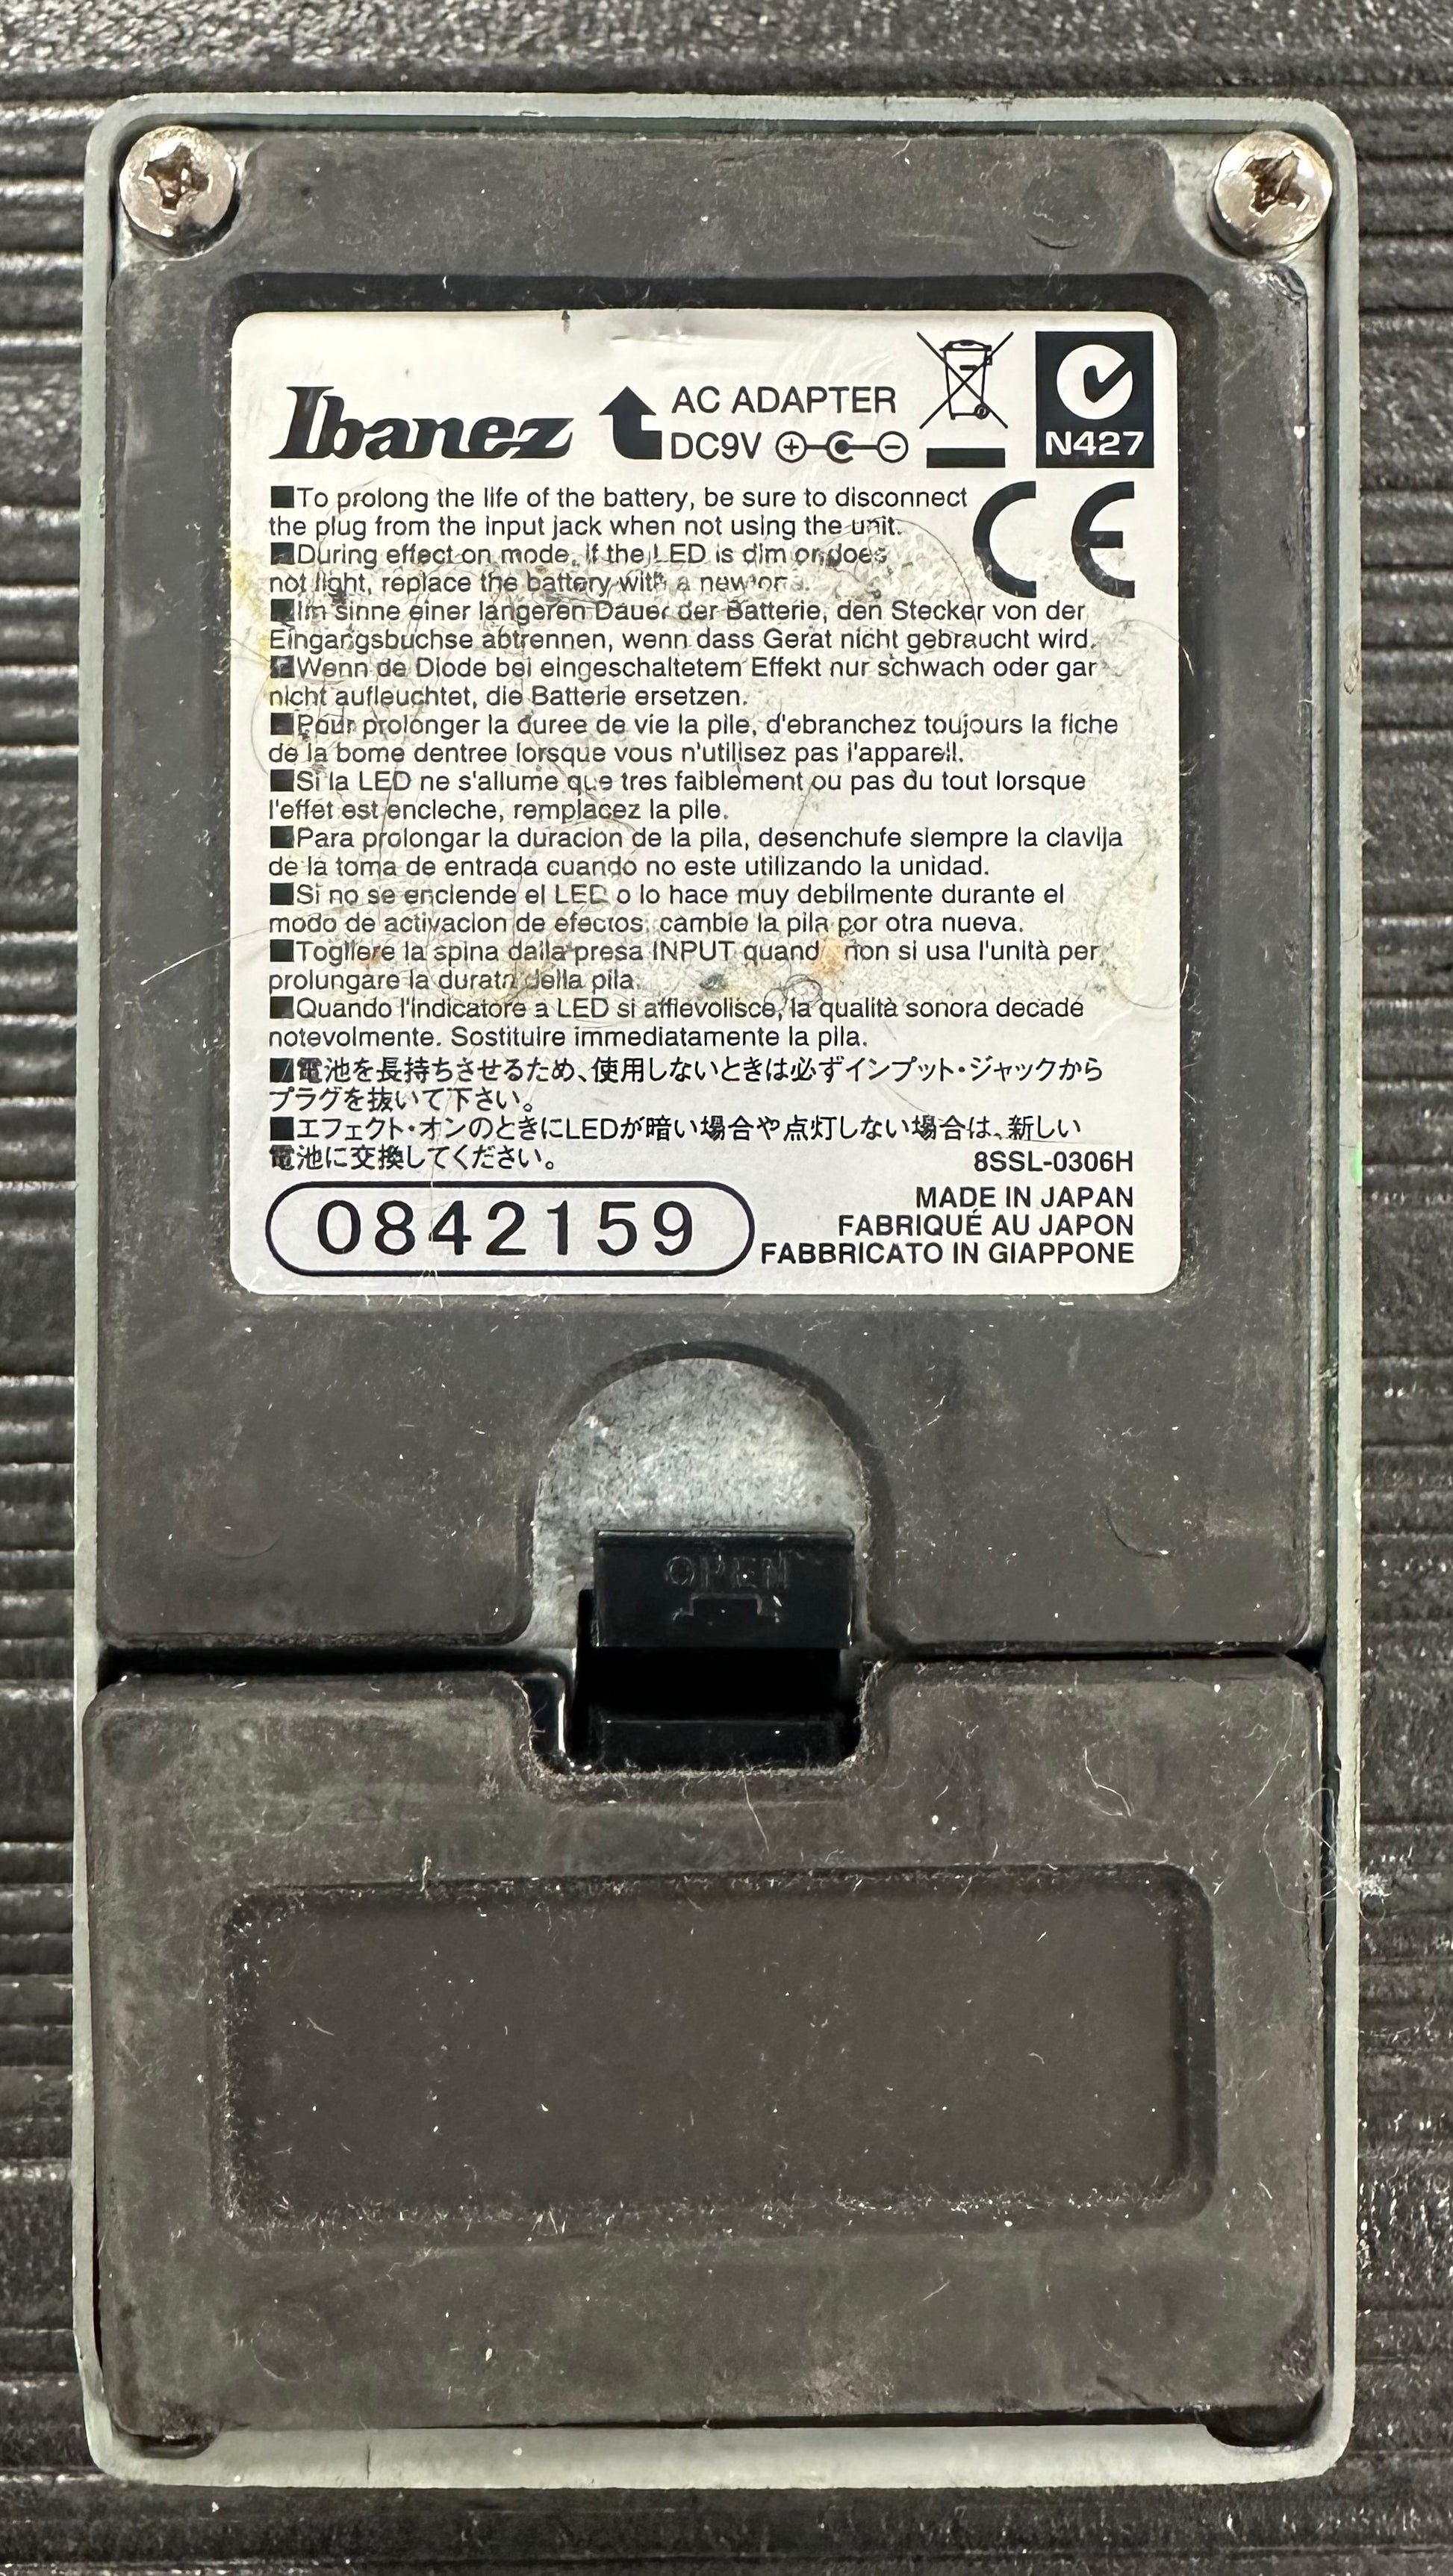 Ibanez
AC ADAPTER
DC9V
N427
CE
■To prolong the life of the battery, be sure to disconnect
the plug from the input jack when not using the unit.
■During effect on mode, if the LED is dim or does
not light, replace the battery with a new one.
■Im sinne einer langeren Dauer der Batterie, den Stecker von der
Eingangsbuchse abtrennen, wenn dass Gerat nicht gebraucht wird.
■Wenn de Diode bei eingeschaltetem Effekt nur schwach oder gar
nicht aufleuchtet, die Batterie ersetzen.
■Pour prolonger la duree de vie la pile, d'ebranchez toujours la fiche
de la bome dentree lorsque vous n'utilisez pas l'appareil.
■Si la LED ne s'allume que tres faiblement ou pas du tout lorsque
l'effet est encleche, remplacez la pile.
■Para prolongar la duracion de la pila, desenchufe siempre la clavija
de la toma de entrada cuando no este utilizando la unidad.
■Si no se enciende el LED o lo hace muy debilmente durante el
modo de activacion de efectos, cambie la pila por otra nueva.
■Togliere la spina dalla presa INPUT quando non si usa l'unità per
prolungare la durata della pila.
■Quando l'indicatore a LED si affievolisce, la qualità sonora decade
notevolmente. Sostituire immediatamente la pila.
■電池を長持ちさせるため、使用しないときは必ずインプット・ジャックから
プラグを抜いて下さい。
■エフェクト・オンのときにLEDが暗い場合や点灯しない場合は、新しい
電池に交換してください。
8SSL-0306H
0842159
MADE IN JAPAN
FABRIQUÉ AU JAPON
FABBRICATO IN GIAPPONE
OPEN